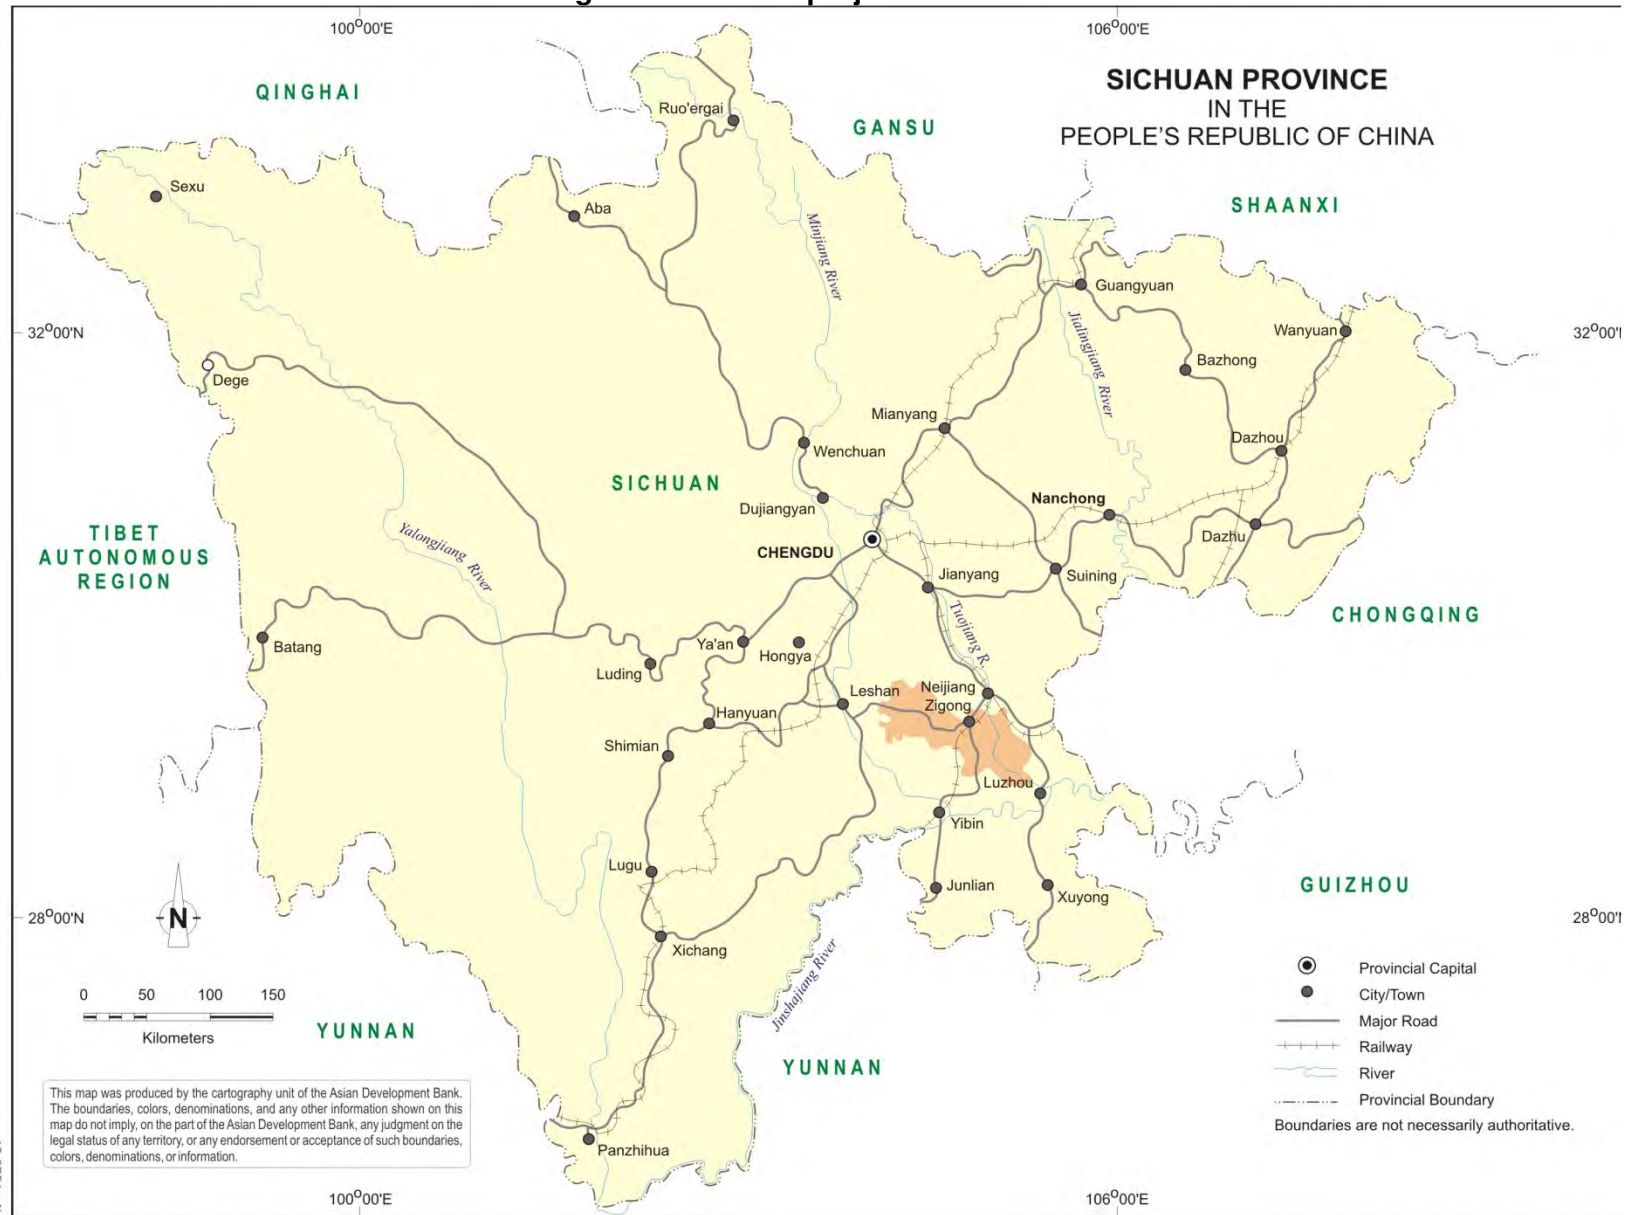 100°00'E
106°00'E
SICHUAN PROVINCE
IN THE
PEOPLE'S REPUBLIC OF CHINA
QINGHAI
GANSU
SHAANXI
Ruo'ergai
Sexu
Aba
Minjiang River
Guangyuan
Jialingjiang River
Wanyuan
32°00'N
32°00'
Bazhong
Dege
Mianyang
Dazhou
Wenchuan
SICHUAN
Nanchong
Dujiangyan
Dazhu
TIBET
AUTONOMOUS
REGION
Yalongjiang River
CHENGDU
Jianyang
Suining
Tuojiang R.
CHONGQING
Batang
Ya'an
Hongya
Luding
Leshan
Neijiang
Zigong
Hanyuan
Shimian
Luzhou
Yibin
Lugu
Junlian
Xuyong
GUIZHOU
N
28°00'N
28°00'
Xichang
Jinshajiang River
0 50 100 150
Kilometers
YUNNAN
YUNNAN
Provincial Capital
City/Town
Major Road
Railway
River
Provincial Boundary
Boundaries are not necessarily authoritative.
This map was produced by the cartography unit of the Asian Development Bank.
The boundaries, colors, denominations, and any other information shown on this
map do not imply, on the part of the Asian Development Bank, any judgment on the
legal status of any territory, or any endorsement or acceptance of such boundaries,
colors, denominations, or information.
Panzhihua
100°00'E
106°00'E